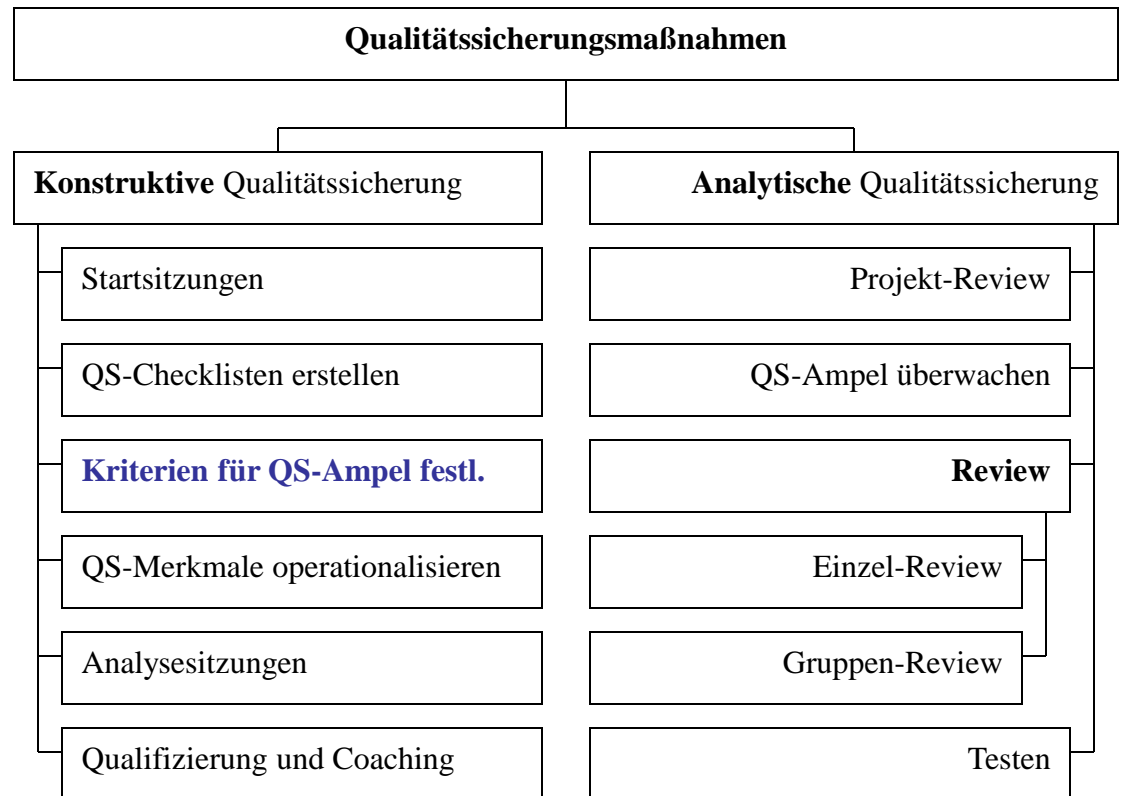 Qualitätssicherungsmaßnahmen
Konstruktive Qualitätssicherung
Startsitzungen
QS-Checklisten erstellen
Kriterien für QS-Ampel festl.
QS-Merkmale operationalisieren
Analysesitzungen
Qualifizierung und Coaching
Analytische Qualitätssicherung
Projekt-Review
QS-Ampel überwachen
Review
Einzel-Review
Gruppen-Review
Testen